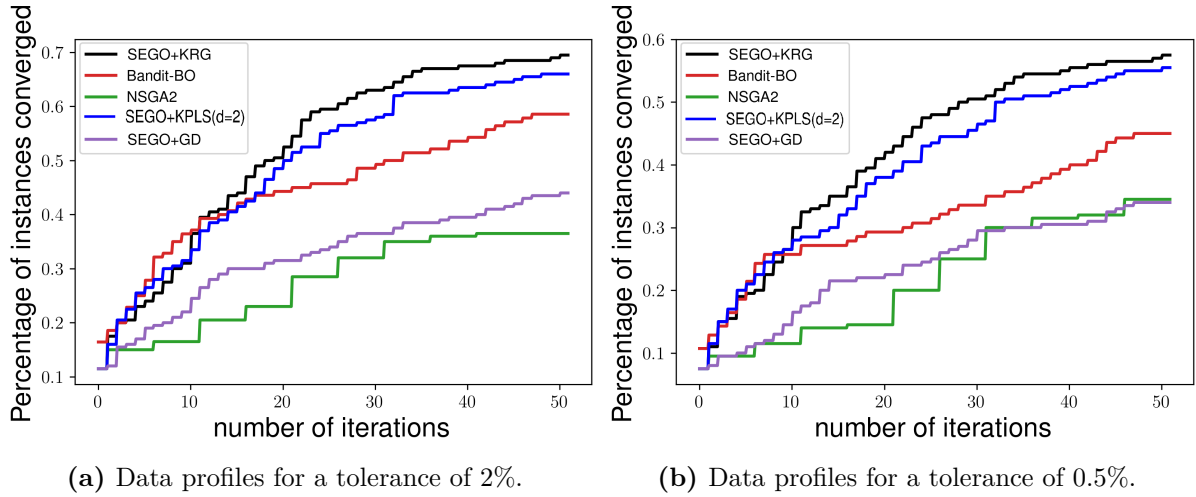 Percentage of instances converged
0.7
0.6
0.5
0.4
0.3
0.2
0.1
SEGO+KRG
Bandit-BO
NSGA2
SEGO+KPLS(d=2)
SEGO+GD
0 10 20 30 40 50
number of iterations
(a) Data profiles for a tolerance of 2%.
Percentage of instances converged
0.6
0.5
0.4
0.3
0.2
0.1
SEGO+KRG
Bandit-BO
NSGA2
SEGO+KPLS(d=2)
SEGO+GD
0 10 20 30 40 50
number of iterations
(b) Data profiles for a tolerance of 0.5%.